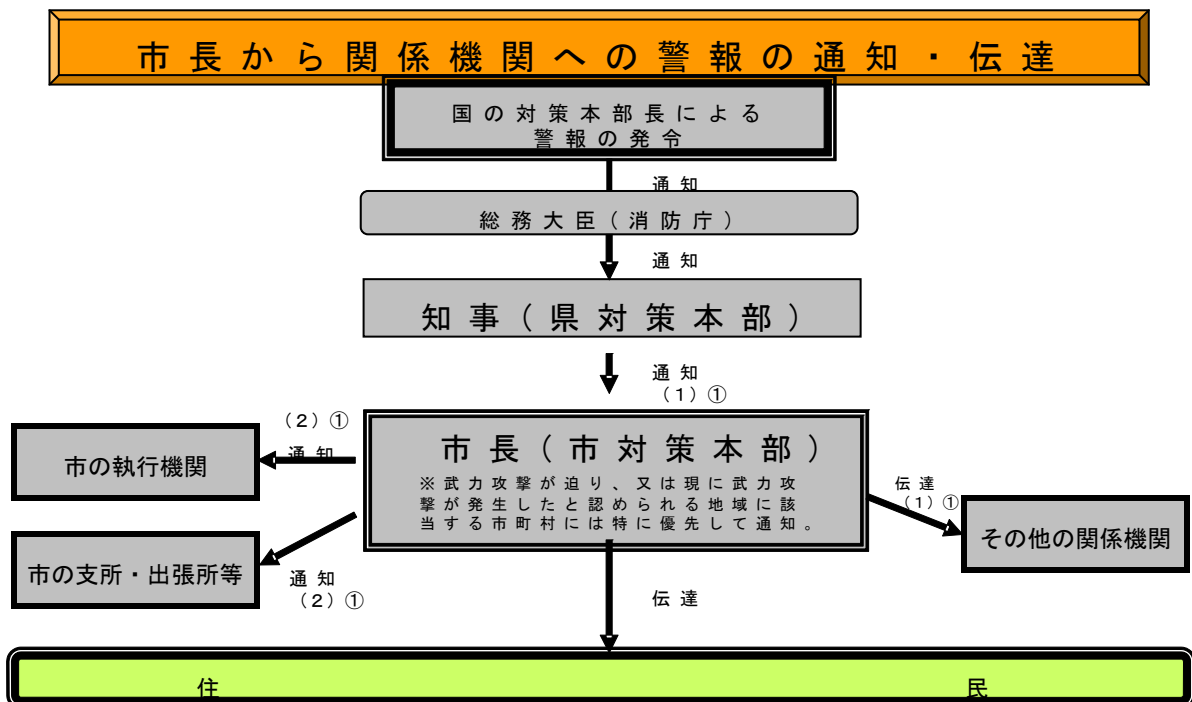 市長から関係機関への警報の通知・伝達
国の対策本部長による
警報の発令
通知
総務大臣(消防庁)
通知
知事(県対策本部)
通知
(1)①
(2)①
通知
市の執行機関
市長(市対策本部)
※武力攻撃が迫り、又は現に武力攻
撃が発生したと認められる地域に該
当する市町村には特に優先して通知。
伝達
(1)①
その他の関係機関
市の支所・出張所等
通知
(2)①
伝達
住民